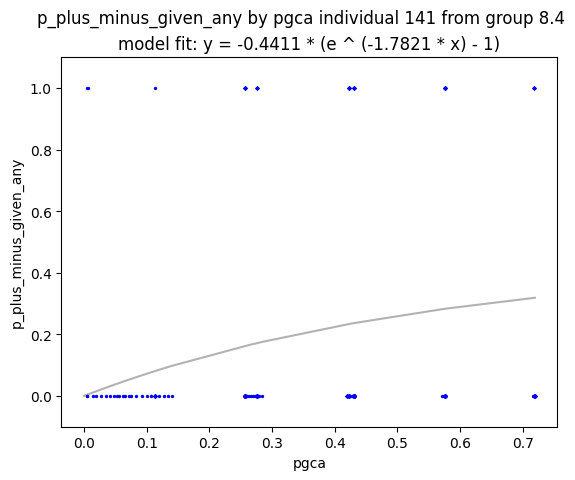 p_plus_minus_given_any by pgca individual 141 from group 8.4
model fit: y = -0.4411 * (e ^ (-1.7821 * x) - 1)
1.0
0.8
0.6
0.4
0.2
0.0
p_plus_minus_given_any
0.0 0.1 0.2 0.3 0.4 0.5 0.6 0.7
pgca